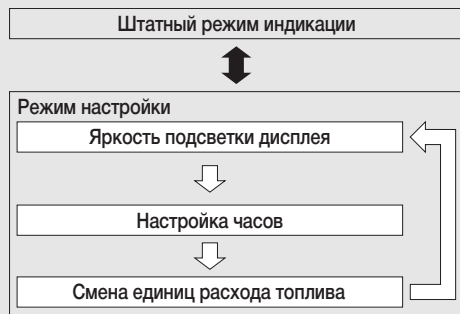 Штатный режим индикации
Режим настройки
Яркость подсветки дисплея
Настройка часов
Смена единиц расхода топлива